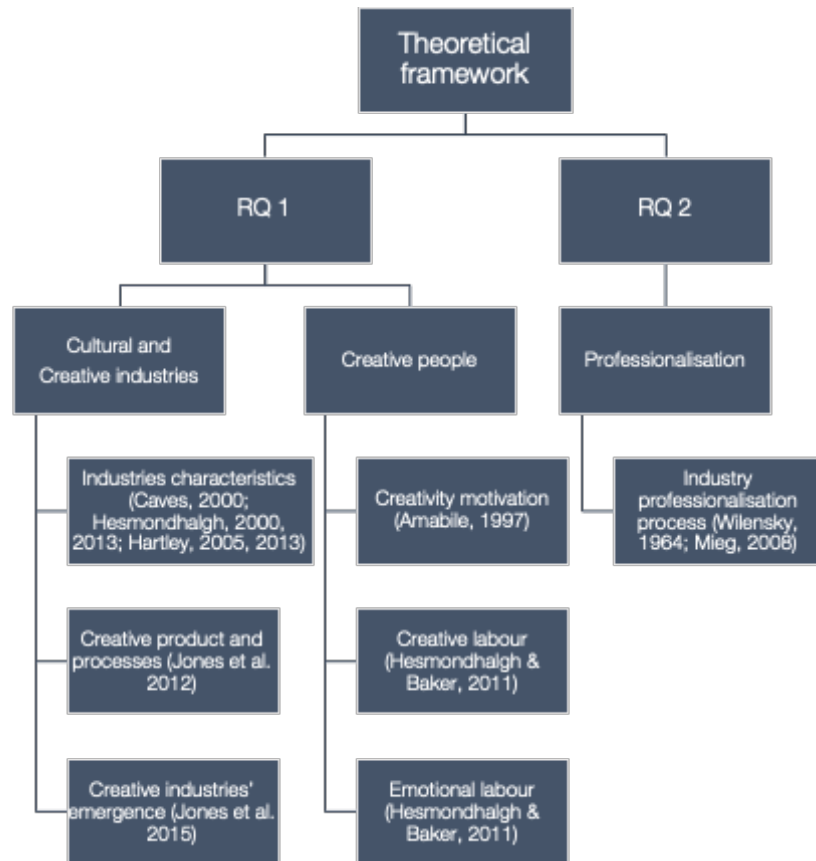 Theoretical
framework
RQ 1
RQ 2
Cultural and
Creative industries
Creative people
Professionalisation
Industries characteristics
(Caves, 2000;
Hesmondhalgh, 2000,
2013; Hartley, 2005, 2013)
Creativity motivation
(Amabile, 1997)
Industry
professionalisation
process (Wilensky,
1964; Mieg, 2008)
Creative product and
processes (Jones et al.
2012)
Creative labour
(Hesmondhalgh &
Baker, 2011)
Creative industries'
emergence (Jones et al.
2015)
Emotional labour
(Hesmondhalgh &
Baker, 2011)